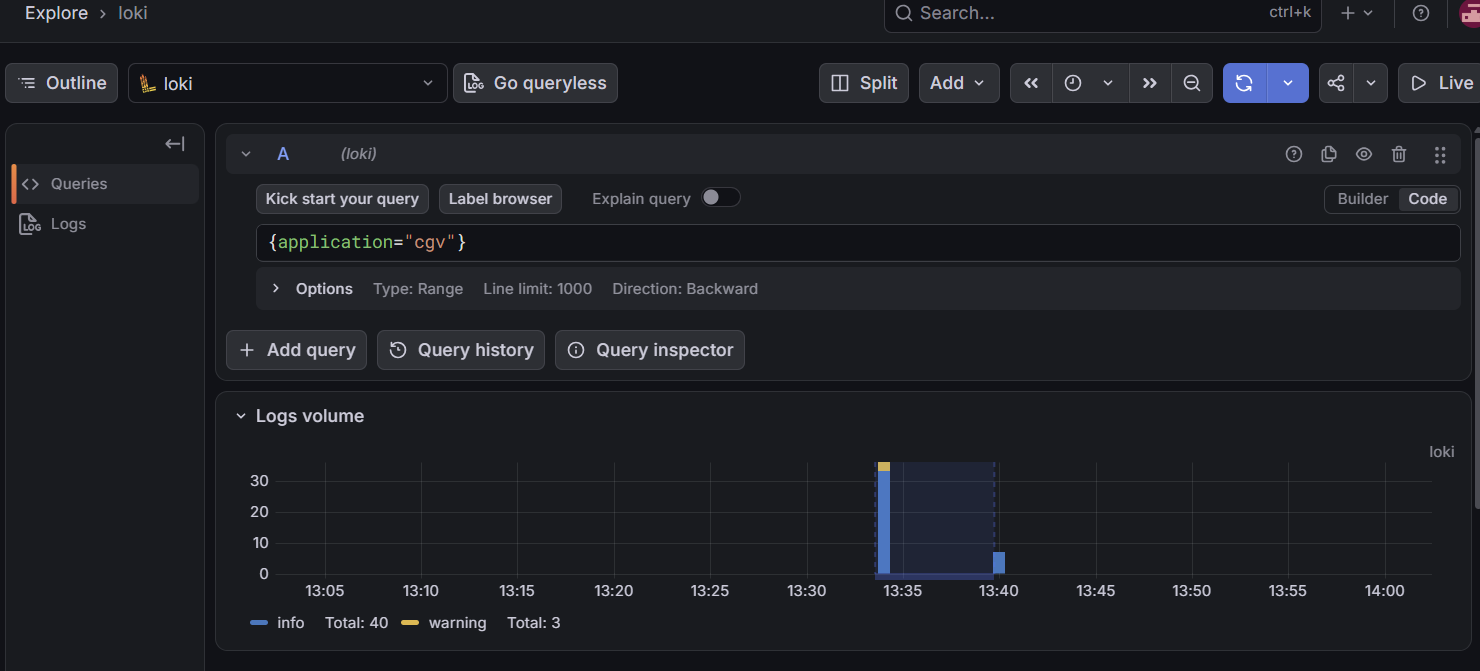 Explore › loki
Search... ctrl+k
Outline loki Go queryless Split Add Live
A (loki)
Queries
Logs
Kick start your query Label browser Explain query Builder Code
{application="cgv"}
Options Type: Range Line limit: 1000 Direction: Backward
+ Add query Query history Query inspector
Logs volume
loki
30
20
10
0
13:05 13:10 13:15 13:20 13:25 13:30 13:35 13:40 13:45 13:50 13:55 14:00
info Total: 40 warning Total: 3